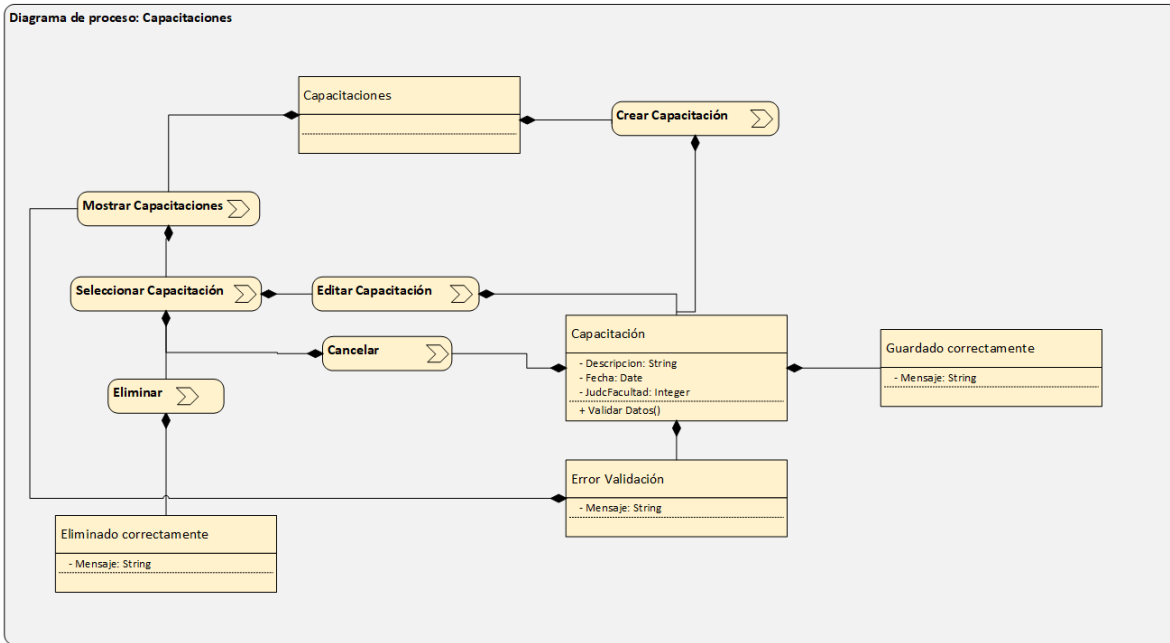 Diagrama de proceso: Capacitaciones
Capacitaciones
Crear Capacitación
Mostrar Capacitaciones
Seleccionar Capacitación
Editar Capacitación
Cancelar
Eliminar
Capacitación
- Descripcion: String
- Fecha: Date
- JudcFacultad: Integer
+ Validar Datos()
Guardado correctamente
- Mensaje: String
Error Validación
- Mensaje: String
Eliminado correctamente
- Mensaje: String